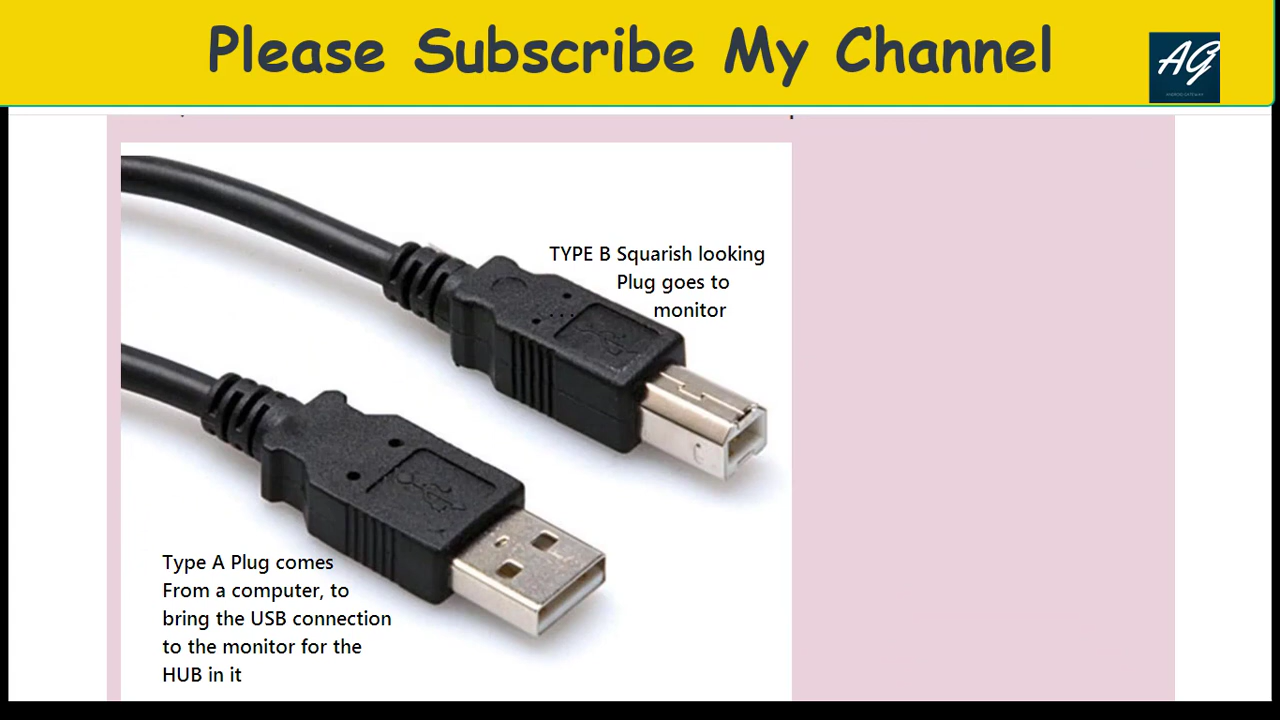 Please Subscribe My Channel
AG
TYPE B Squarish looking
Plug goes to
monitor
Type A Plug comes
From a computer, to
bring the USB connection
to the monitor for the
HUB in it